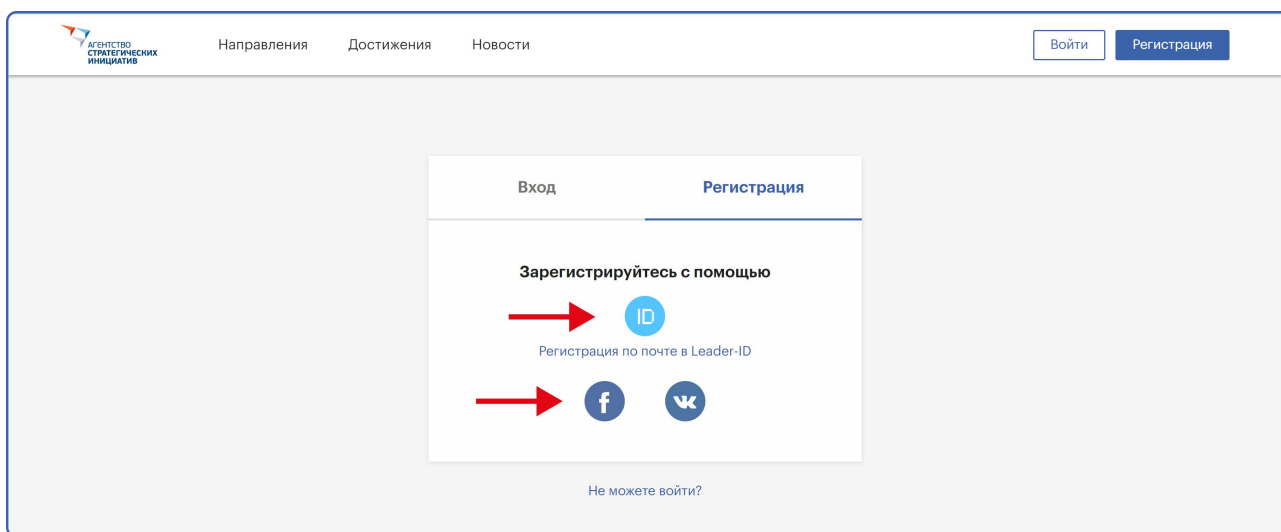 АГЕНТСТВО
СТРАТЕГИЧЕСКИХ
ИНИЦИАТИВ
Направления Достижения Новости Войти Регистрация
Вход Регистрация
Зарегистрируйтесь с помощью
ID
Регистрация по почте в Leader-ID
f
Не можете войти?